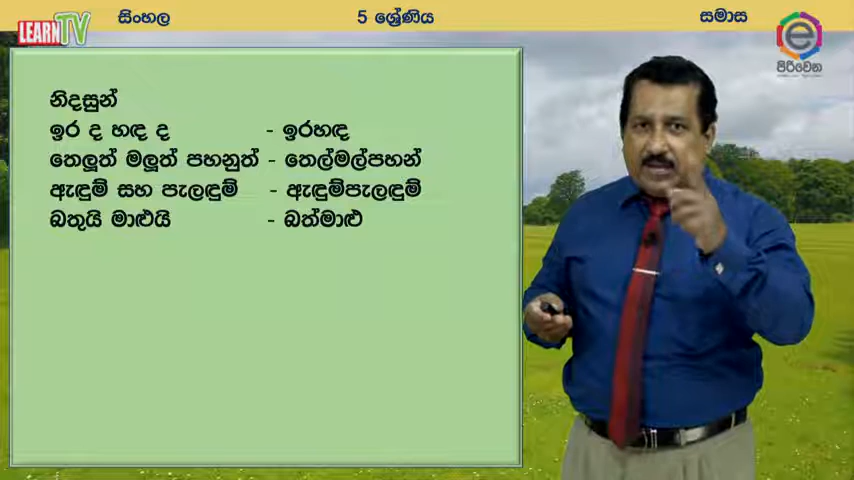 LEARN TV
සිංහල
5 ශ්‍රේණිය
සමාස
e
පිරිවෙන
නිදසුන්
ඉර ද හඳ ද - ඉරහඳ
තෙලූත් මලූත් පහනුත් - තෙල්මල්පහන්
ඇඳුම් සහ පැලඳුම් - ඇඳුම්පැලඳුම්
බතුයි මාළුයි - බත්මාළු